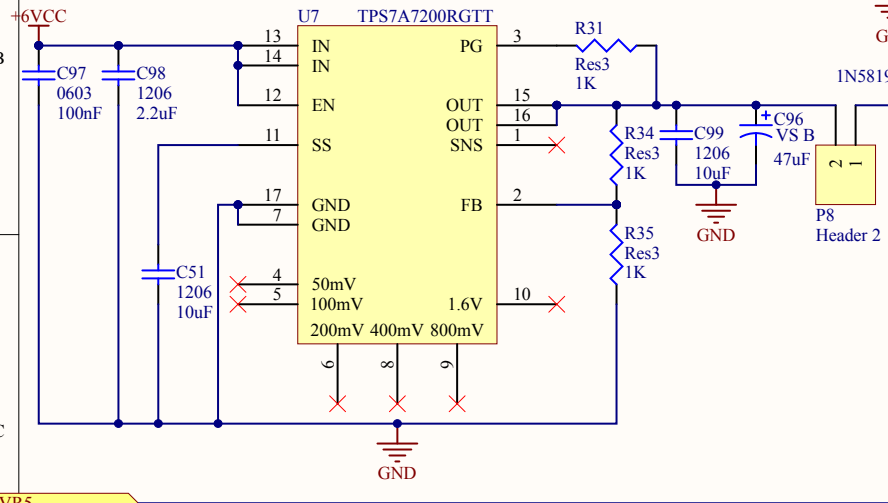 +6VCC
U7
TPS7A7200RGTT
13
IN
14
IN
12
EN
11
SS
17
GND
7
GND
4
50mV
5
100mV
200mV 400mV 800mV
6
8
9
3
PG
15
OUT
16
OUT
1
SNS
2
FB
10
1.6V
C97
0603
100nF
C98
1206
2.2uF
C51
1206
10uF
R31
Res3
1K
R34
Res3
1K
R35
Res3
1K
C99
1206
10uF
+
C96
VS B
47uF
GND
GND
1N5819
2
1
P8
Header 2
G